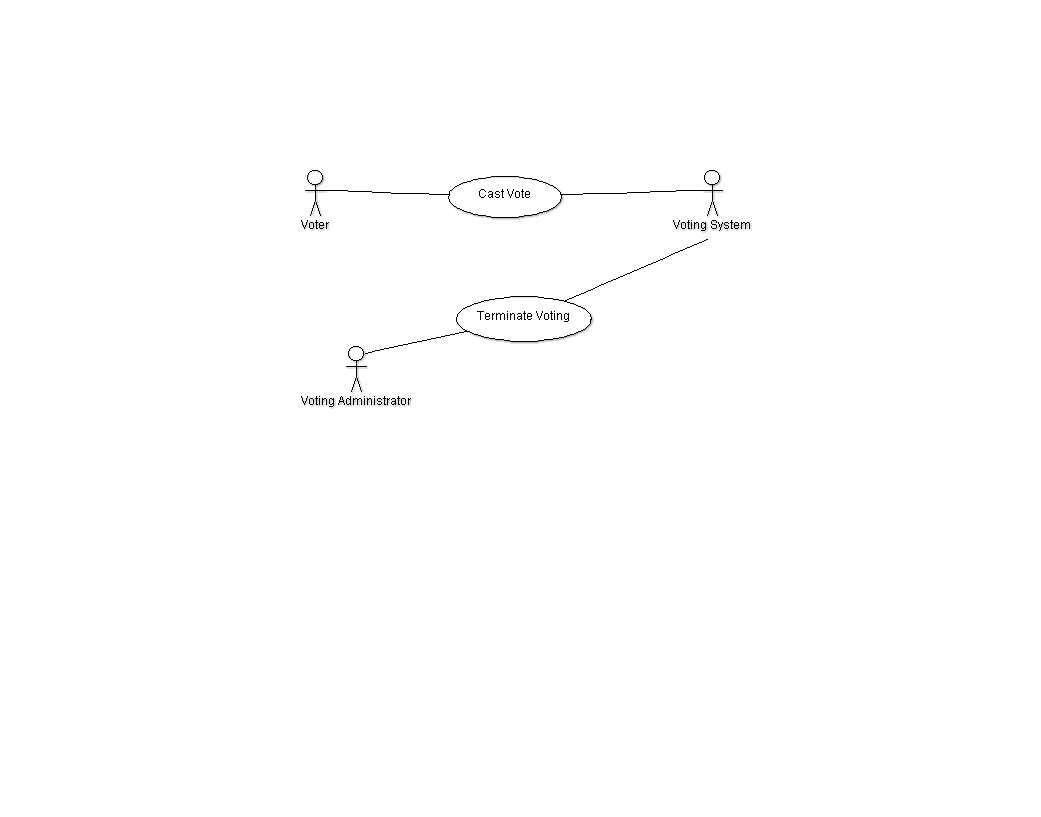 Cast Vote
Voter
Voting System
Terminate Voting
Voting Administrator